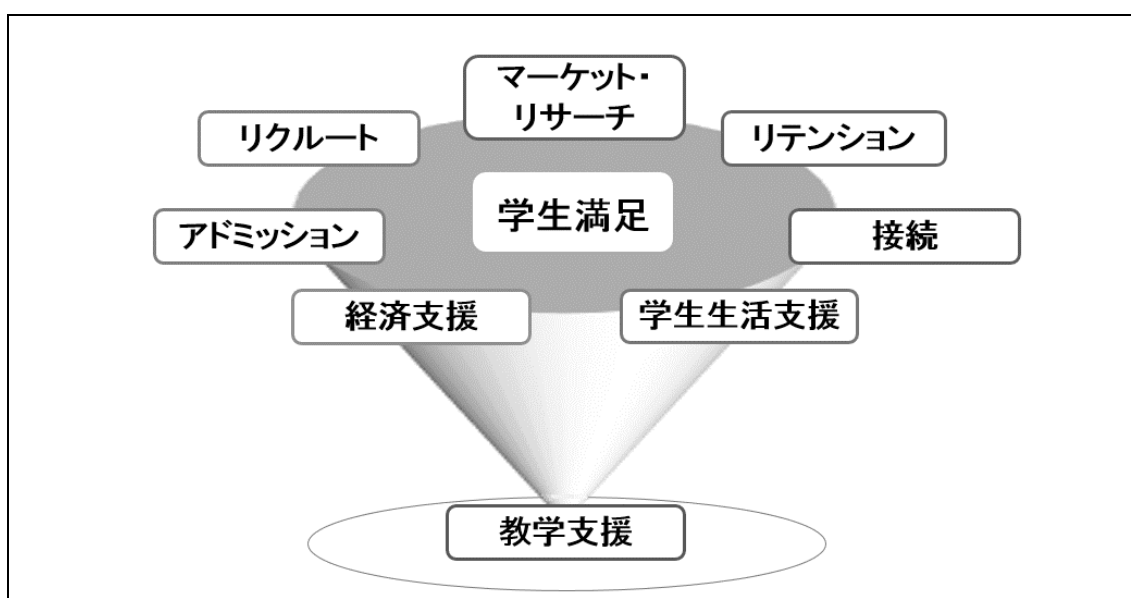 マーケット・
リサーチ
リクルート
リテンション
学生満足
アドミッション
接続
経済支援
学生生活支援
教学支援